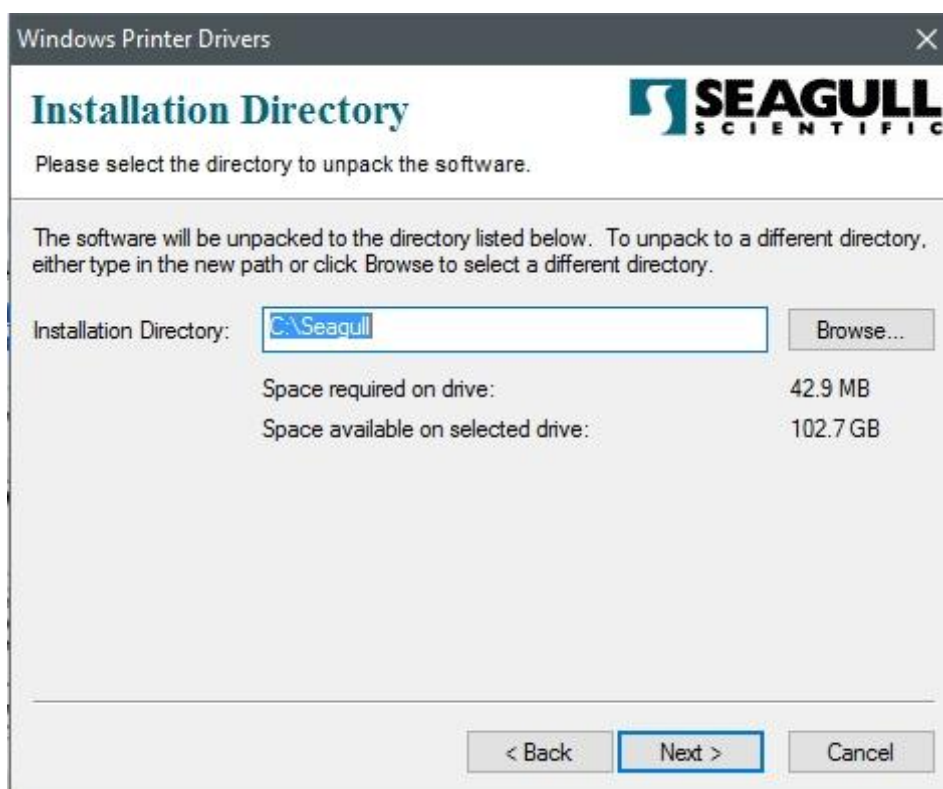 Windows Printer Drivers
Installation Directory
SEAGULL
SCIENTIFIC
Please select the directory to unpack the software.
The software will be unpacked to the directory listed below. To unpack to a different directory,
either type in the new path or click Browse to select a different directory.
Installation Directory: C:\Seagull Browse...
Space required on drive: 42.9 MB
Space available on selected drive: 102.7 GB
< Back Next > Cancel